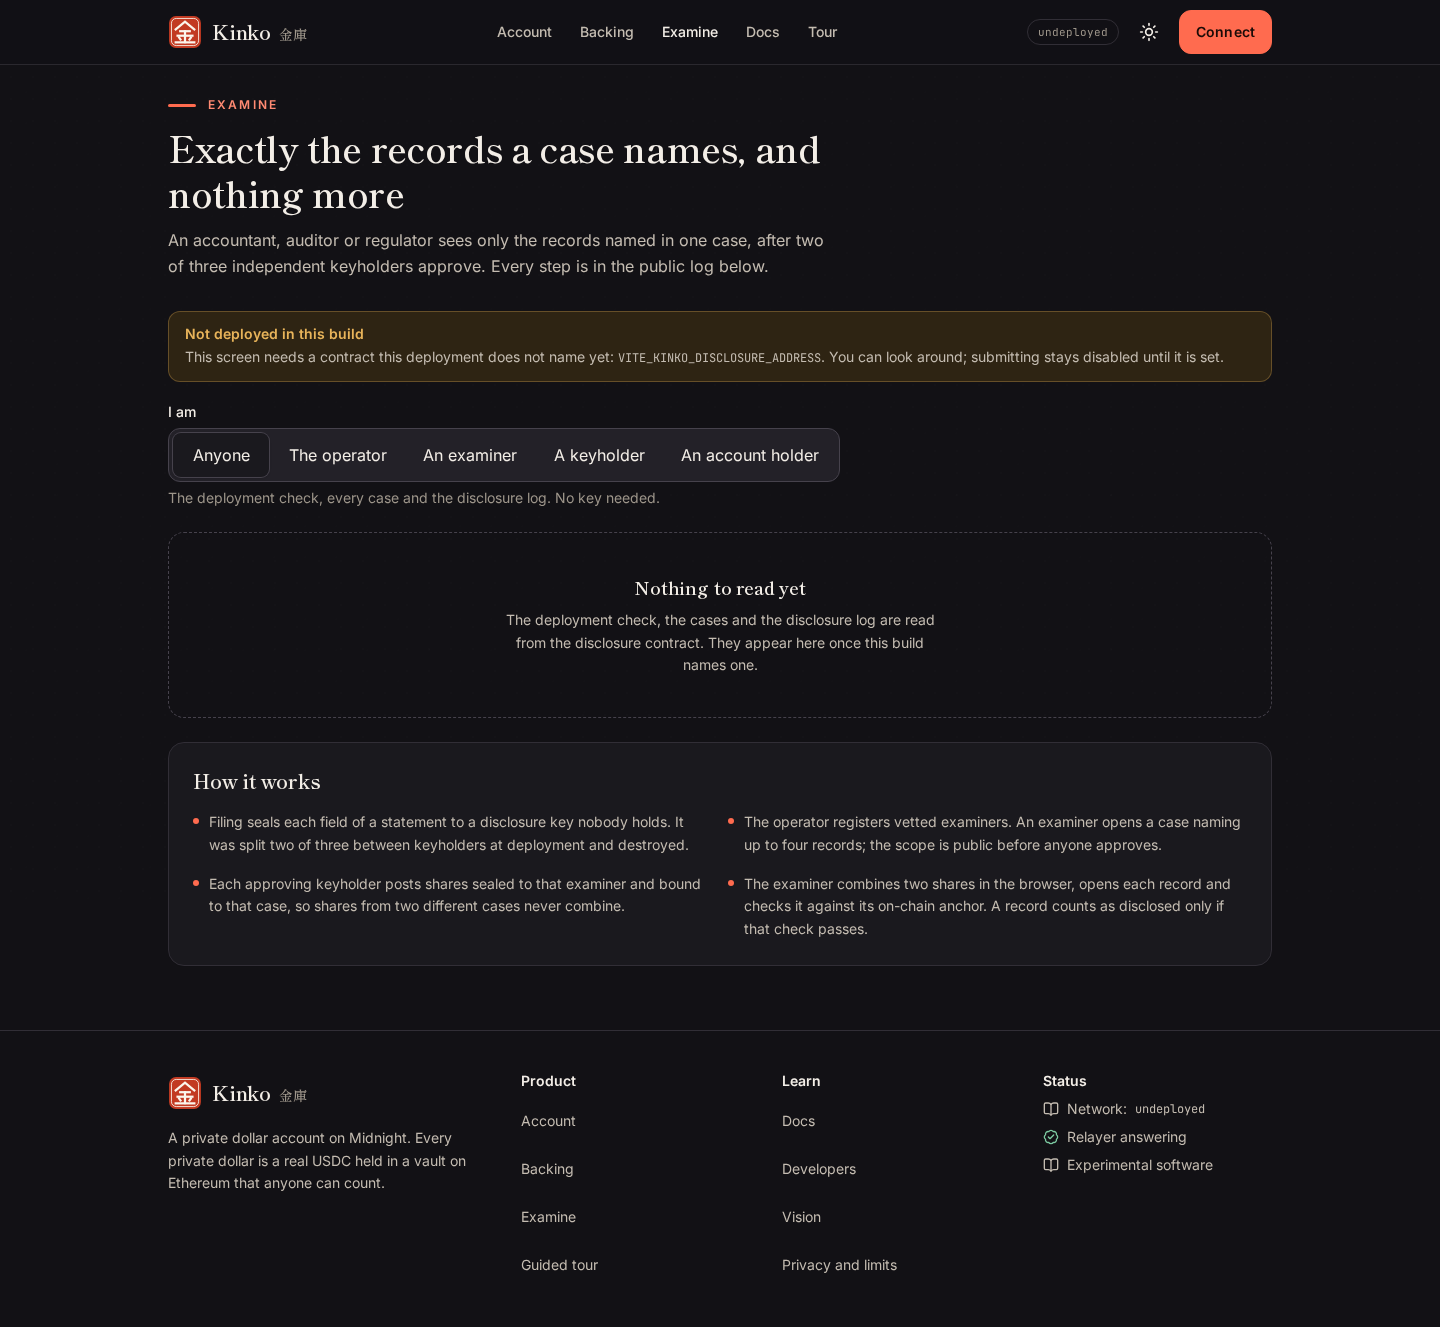 金 Kinko 金庫
Account Backing Examine Docs Tour
undeployed
Connect
EXAMINE
Exactly the records a case names, and
nothing more
An accountant, auditor or regulator sees only the records named in one case, after two
of three independent keyholders approve. Every step is in the public log below.
Not deployed in this build
This screen needs a contract this deployment does not name yet: VITE_KINKO_DISCLOSURE_ADDRESS. You can look around; submitting stays disabled until it is set.
I am
Anyone The operator An examiner A keyholder An account holder
The deployment check, every case and the disclosure log. No key needed.
Nothing to read yet
The deployment check, the cases and the disclosure log are read
from the disclosure contract. They appear here once this build
names one.
How it works
Filing seals each field of a statement to a disclosure key nobody holds. It
was split two of three between keyholders at deployment and destroyed.
The operator registers vetted examiners. An examiner opens a case naming
up to four records; the scope is public before anyone approves.
Each approving keyholder posts shares sealed to that examiner and bound
to that case, so shares from two different cases never combine.
The examiner combines two shares in the browser, opens each record and
checks it against its on-chain anchor. A record counts as disclosed only if
that check passes.
金 Kinko 金庫
A private dollar account on Midnight. Every
private dollar is a real USDC held in a vault on
Ethereum that anyone can count.
Product
Account
Backing
Examine
Guided tour
Learn
Docs
Developers
Vision
Privacy and limits
Status
Network: undeployed
Relayer answering
Experimental software